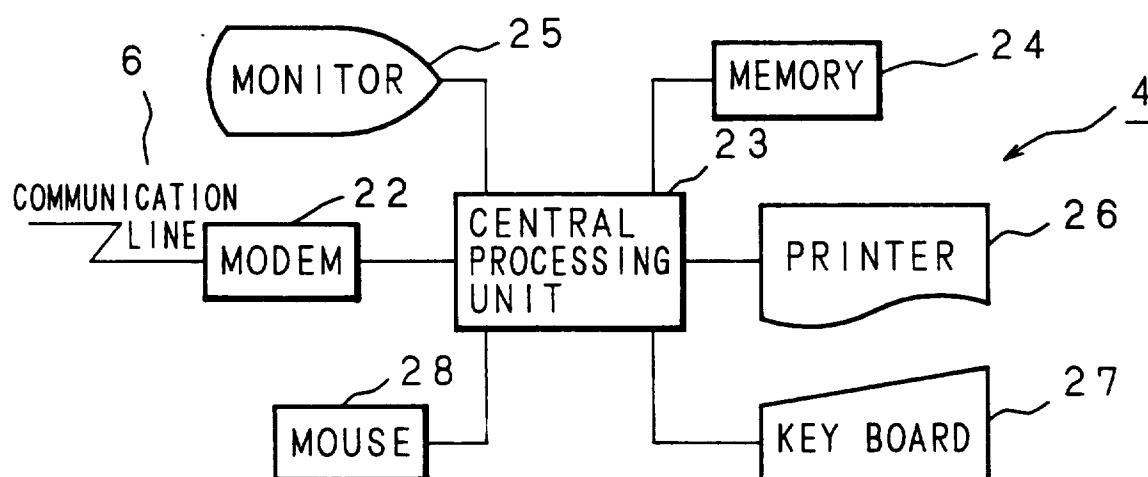 25
MONITOR
24
MEMORY
4
6
COMMUNICATION
LINE
22
MODEM
23
CENTRAL
PROCESSING
UNIT
26
PRINTER
28
MOUSE
27
KEY BOARD